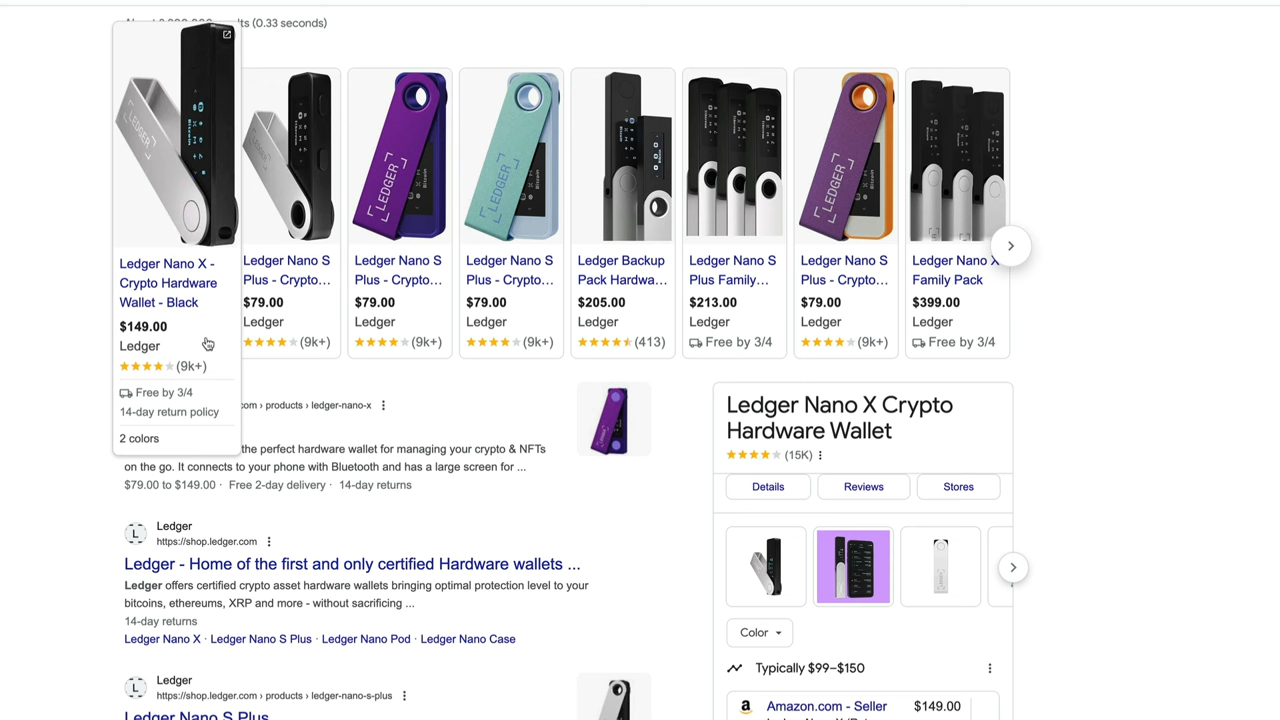 lts (0.33 seconds)
Ledger Nano X -
Crypto Hardware
Wallet - Black
$149.00
Ledger
(9k+)
Free by 3/4
14-day return policy
2 colors
Ledger Nano S
Plus - Crypto...
$79.00
Ledger
(9k+)
LEDGER
Ledger Nano S
Plus - Crypto...
$79.00
Ledger
(9k+)
LEDGER
Ledger Nano S
Plus - Crypto...
$79.00
Ledger
(9k+)
Ledger Backup
Pack Hardwa...
$205.00
Ledger
(413)
Ledger Nano S
Plus Family...
$213.00
Ledger
Free by 3/4
LEDGER
Ledger Nano S
Plus - Crypto...
$79.00
Ledger
(9k+)
Ledger Nano X
Family Pack
$399.00
Ledger
Free by 3/4
com › products › ledger-nano-x
the perfect hardware wallet for managing your crypto & NFTs
on the go. It connects to your phone with Bluetooth and has a large screen for ...
$79.00 to $149.00 · Free 2-day delivery · 14-day returns
L
Ledger
https://shop.ledger.com
Ledger - Home of the first and only certified Hardware wallets ...
Ledger offers certified crypto asset hardware wallets bringing optimal protection level to your
bitcoins, ethereums, XRP and more - without sacrificing ...
14-day returns
Ledger Nano X · Ledger Nano S Plus · Ledger Nano Pod · Ledger Nano Case
L
Ledger
https://shop.ledger.com › products › ledger-nano-s-plus
Ledger Nano S Plus
Ledger Nano X Crypto
Hardware Wallet
(15K)
Details
Reviews
Stores
Color
Typically $99–$150
Amazon.com - Seller
$149.00